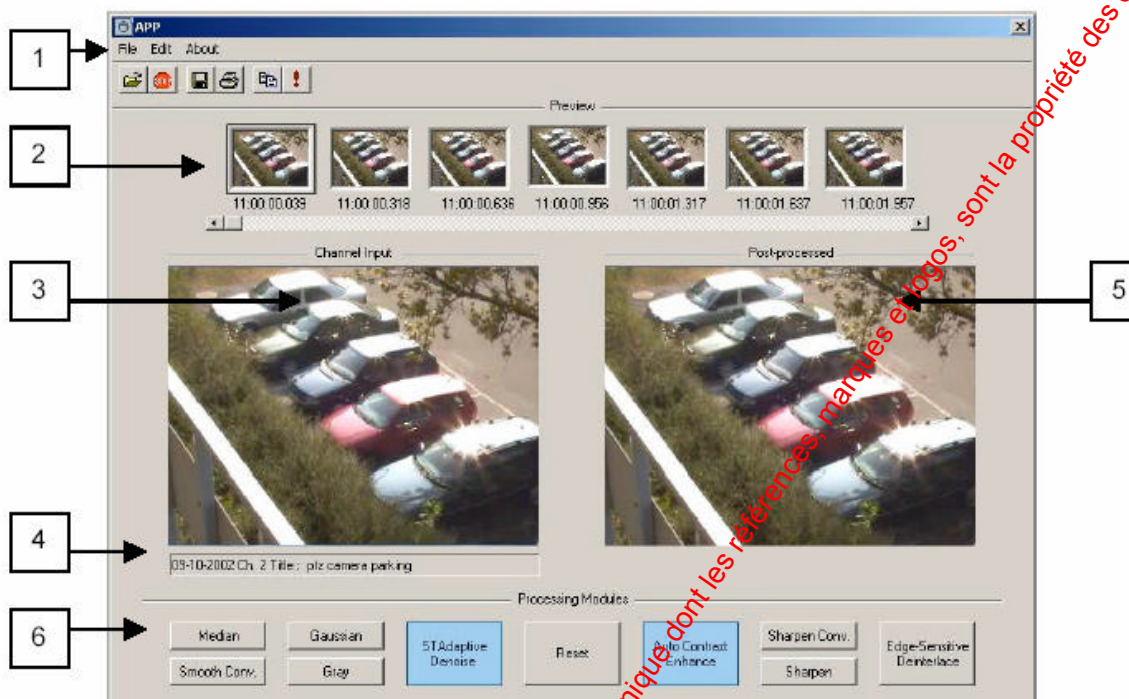 APP
1
File Edit About
Preview
2
11:00:00.039 11:00:00.318 11:00:00.636 11:00:00.956 11:00:01.317 11:00:01.637 11:00:01.957
Channel Input
Post-processed
3
5
4
09-10-2002 Ch. 2 Title : ptz camera parking
Processing Modules
6
Median
Gaussian
STAdaptive
Denoise
Reset
Auto Contrast
Enhance
Sharpen Conv.
Edge-Sensitive
Deinterlace
Smooth Conv.
Gray
Sharpen
nique dont les références, marques et logos, sont la propriété des